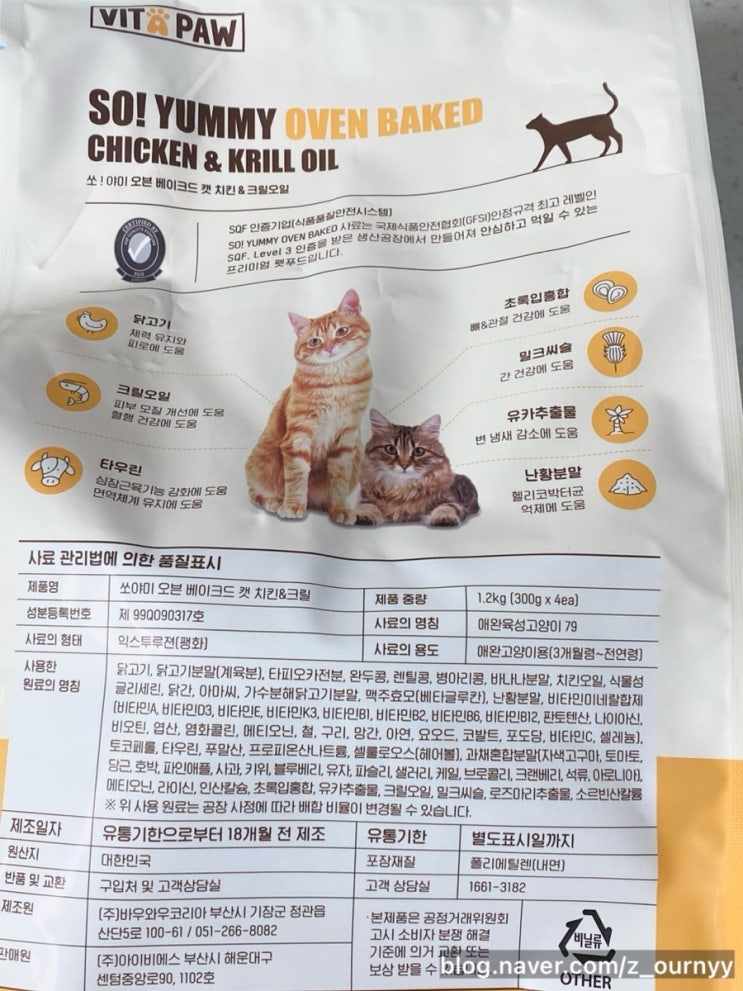 VITAPAW
SO! YUMMY OVEN BAKED
CHICKEN & KRILL OIL
쏘!야미 오븐 베이크드 캣 치킨&크릴오일
CERTIFIED BY
SQF 인증기업(식품품질안전시스템)
SO! YUMMY OVEN BAKED 사료는 국제식품안전협회(GFSI)인정규격 최고 레벨인
SQF. Level 3 인증을 받은 생산공장에서 만들어져 안심하고 먹일 수 있는
프리미엄 펫푸드입니다.
닭고기
체력 유지와
피로에 도움
크릴오일
피부 모질 개선에 도움
혈행 건강에 도움
타우린
심장근육기능 강화에 도움
면역체계 유지에 도움
초록입홍합
뼈&관절 건강에 도움
밀크씨슬
간 건강에 도움
유카추출물
변 냄새 감소에 도움
난황분말
헬리코박터균
억제에 도움
사료 관리법에 의한 품질표시
제품명 쏘야미 오븐 베이크드 캣 치킨&크릴 제품 중량 1.2kg (300g x 4ea)
성분등록번호 제 99QO90317호 사료의 명칭 애완육성고양이 79
사료의 형태 익스투루젼(팽화) 사료의 용도 애완고양이용(3개월령~전연령)
사용한
원료의 명칭
닭고기, 닭고기분말(계육분), 타피오카전분, 완두콩, 렌틸콩, 병아리콩, 바나나분말, 치킨오일, 식물성
글리세린, 닭간, 아마씨, 가수분해닭고기분말, 맥주효모(베타글루칸), 난황분말, 비타민미네랄합제
(비타민A, 비타민D3, 비타민E, 비타민K3, 비타민B1, 비타민B2, 비타민B6, 비타민B12, 판토텐산, 나이아신,
비오틴, 엽산, 염화콜린, 메티오닌, 철, 구리, 망간, 아연, 요오드, 코발트, 포도당, 비타민C, 셀레늄),
토코페롤, 타우린, 푸말산, 프로피온산나트륨, 셀룰로오스(헤어볼), 과채혼합분말(자색고구마, 토마토,
당근, 호박, 파인애플, 사과, 키위, 블루베리, 유자, 파슬리, 샐러리, 케일, 브로콜리, 크랜베리, 석류, 아로니아),
메티오닌, 라이신, 인산칼슘, 초록입홍합, 유카추출물, 크릴오일, 밀크씨슬, 로즈마리추출물, 소르빈산칼륨
※ 위 사용 원료는 공장 사정에 따라 배합 비율이 변경될 수 있습니다.
제조일자 유통기한으로부터 18개월 전 제조 유통기한 별도표시일까지
원산지 대한민국 포장재질 폴리에틸렌(내면)
반품 및 교환 구입처 및 고객상담실 고객 상담실 1661-3182
제조원 (주)바우와우코리아 부산시 기장군 정관읍
산단5로 100-61 / 051-266-8082
판매원 (주)아이비에스 부산시 해운대구
센텀중앙로90, 1102호
·본제품은 공정거래위원회
고시 소비자 분쟁 해결
기준에 의거 교환 또는
보상 받을 수
비닐류
OTHER
blog.naver.com/z_ournyy